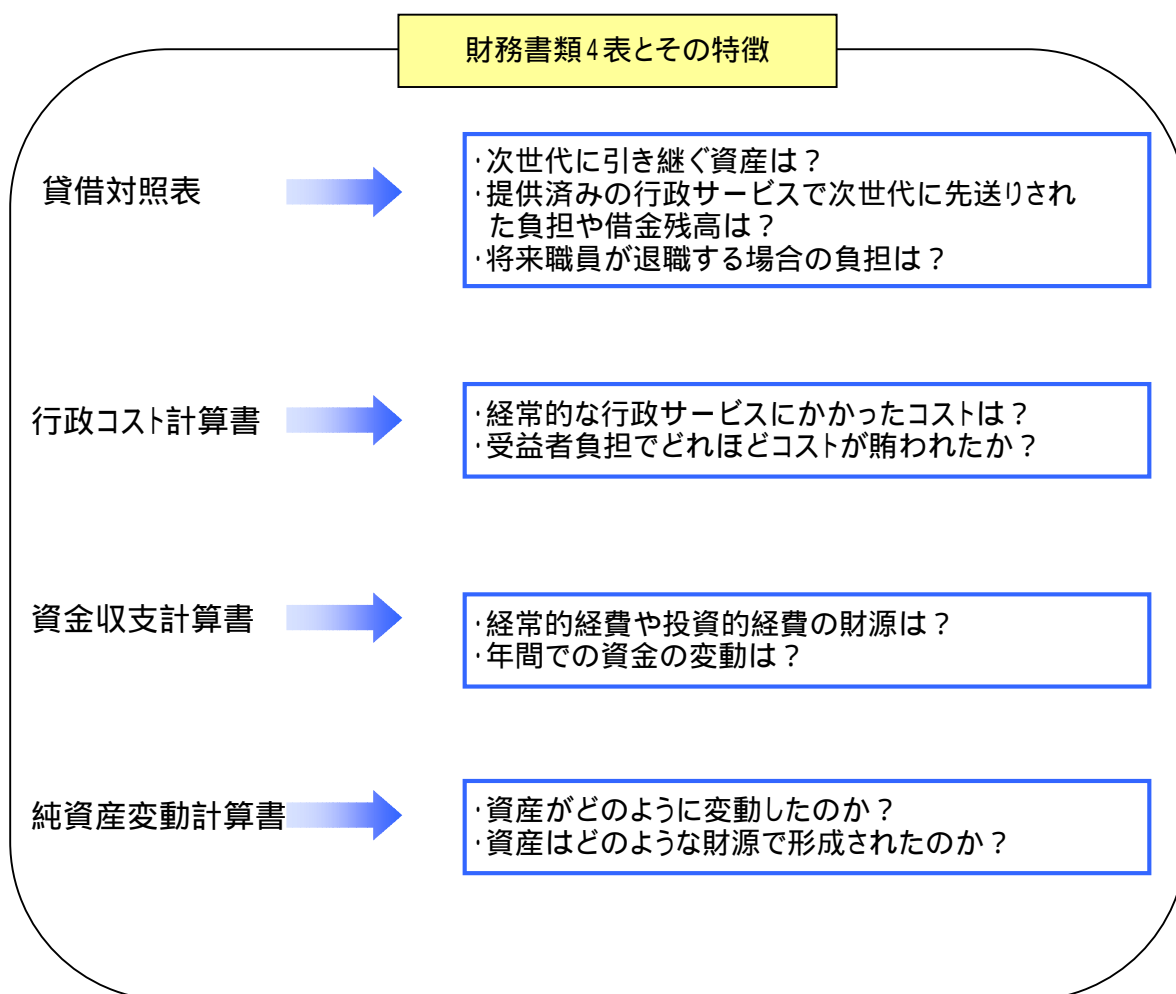 財務書類4表とその特徴
貸借対照表
・次世代に引き継ぐ資産は？
・提供済みの行政サービスで次世代に先送りされ
た負担や借金残高は？
・将来職員が退職する場合の負担は？
行政コスト計算書
・経常的な行政サービスにかかったコストは？
・受益者負担でどれほどコストが賄われたか？
資金収支計算書
・経常的経費や投資的経費の財源は？
・年間での資金の変動は？
純資産変動計算書
・資産がどのように変動したのか？
・資産はどのような財源で形成されたのか？